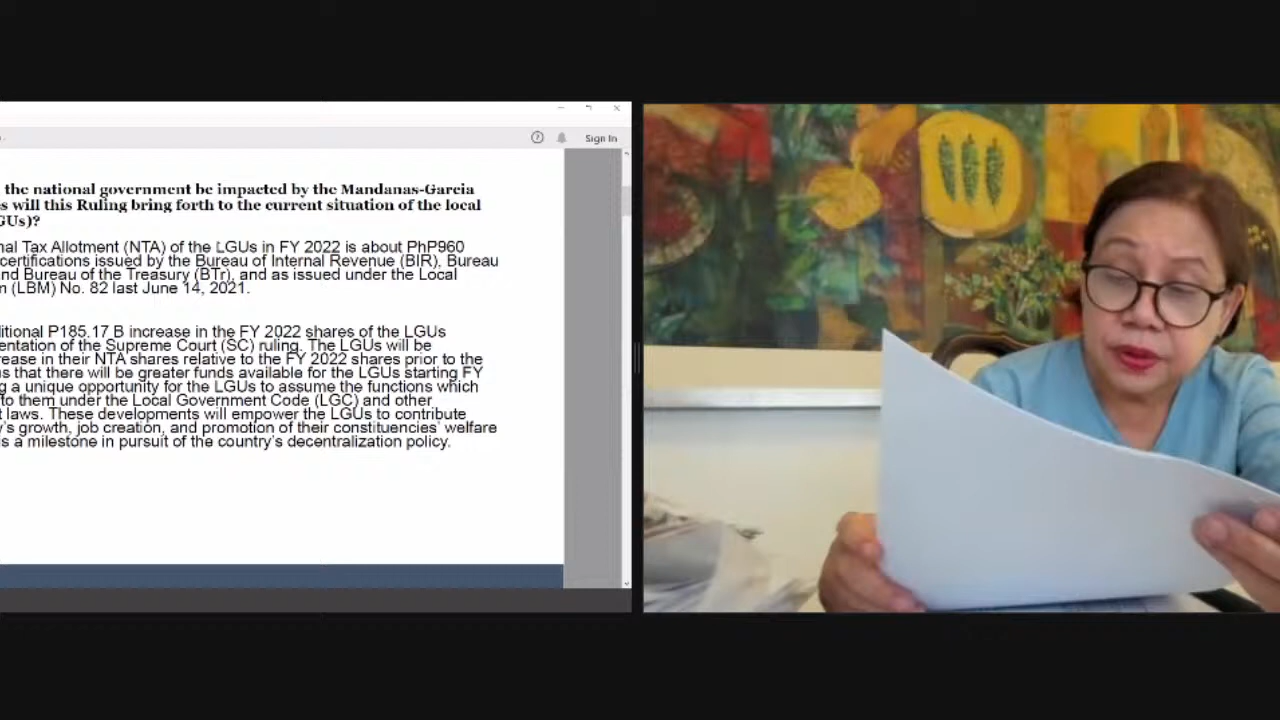 Sign In
the national government be impacted by the Mandanas-Garcia
s will this Ruling bring forth to the current situation of the local
GUs)?
nal Tax Allotment (NTA) of the LGUs in FY 2022 is about PhP960
certifications issued by the Bureau of Internal Revenue (BIR), Bureau
nd Bureau of the Treasury (BTr), and as issued under the Local
m (LBM) No. 82 last June 14, 2021.
ditional P185.17 B increase in the FY 2022 shares of the LGUs
entation of the Supreme Court (SC) ruling. The LGUs will be
rease in their NTA shares relative to the FY 2022 shares prior to the
s that there will be greater funds available for the LGUs starting FY
g a unique opportunity for the LGUs to assume the functions which
to them under the Local Government Code (LGC) and other
t laws. These developments will empower the LGUs to contribute
y's growth, job creation, and promotion of their constituencies' welfare
is a milestone in pursuit of the country's decentralization policy.